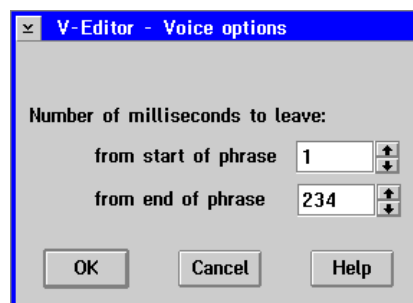 V-Editor - Voice options
Number of milliseconds to leave:
from start of phrase 1
from end of phrase 234
OK Cancel Help